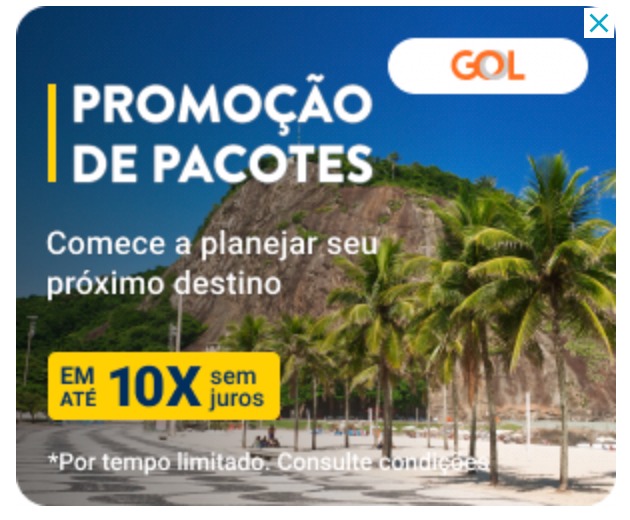 GOL
PROMOÇÃO
DE PACOTES
Comece a planejar seu
próximo destino
EM ATÉ 10X sem juros
*Por tempo limitado. Consulte condições